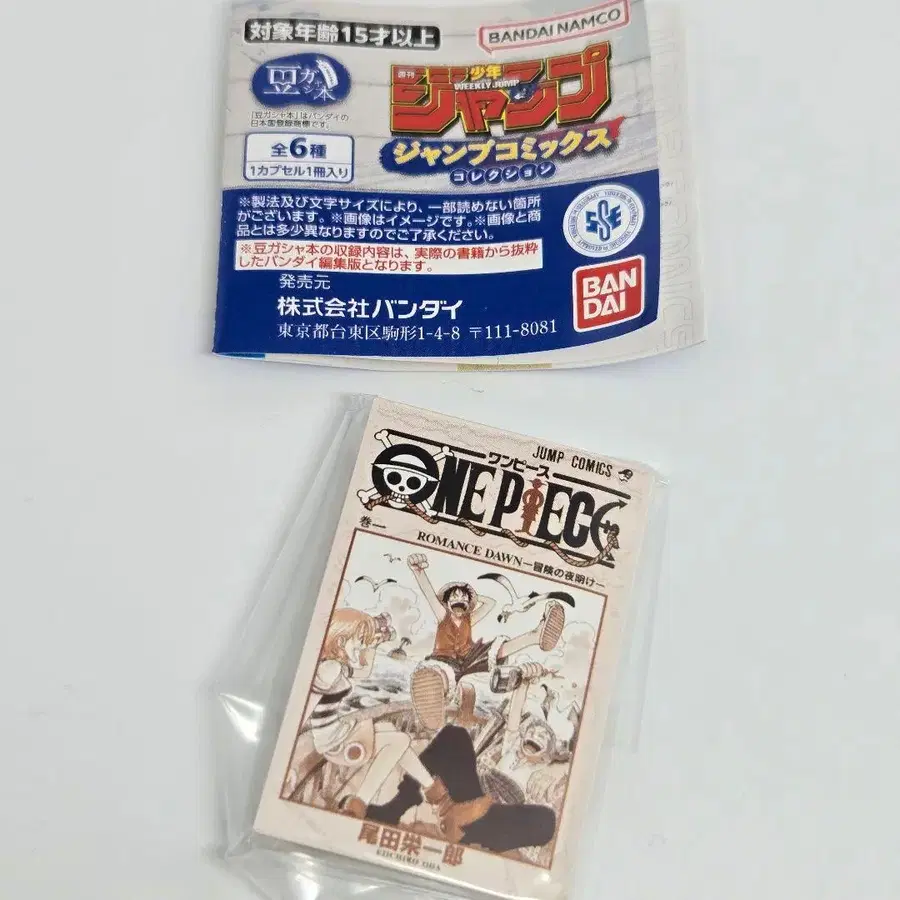 対象年齢15才以上
BANDAI NAMCO
豆ガシャ本
「豆ガシャ本」はバンダイの
日本国登録商標です。
週刊
少年
WEEKLY JUMP
ジャンプ
ジャンプコミックス
コレクション
全6種
1カプセル1冊入り
※製法及び文字サイズにより、一部読めない箇所
がございます。※画像はイメージです。※画像と商
品とは多少異なりますのでご了承ください。
※豆ガシャ本の収録内容は、実際の書籍から抜粋
したバンダイ編集版となります。
発売元
株式会社バンダイ
東京都台東区駒形1-4-8 〒111-8081
BAN
DAI
JUMP COMICS
ワンピース
ONE PIECE
巻一
ROMANCE DAWN―冒険の夜明け―
尾田栄一郎
EIICHIRO ODA